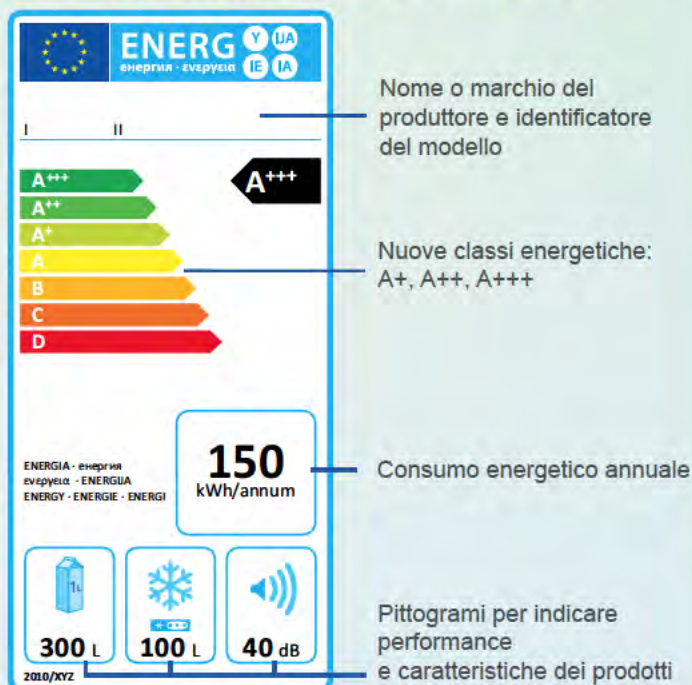 ENERG Y IJA
енергия · ενεργεια IE IA
I II
Nome o marchio del
produttore e identificatore
del modello
A+++
A++
A+
A
B
C
D
A+++
Nuove classi energetiche:
A+, A++, A+++
ENERGIA · енергия
ενεργεια · ENERGIJA
ENERGY · ENERGIE · ENERGI
150
kWh/annum
Consumo energetico annuale
1L
300 L
100 L
40 dB
2010/XYZ
Pittogrami per indicare
performance
e caratteristiche dei prodotti